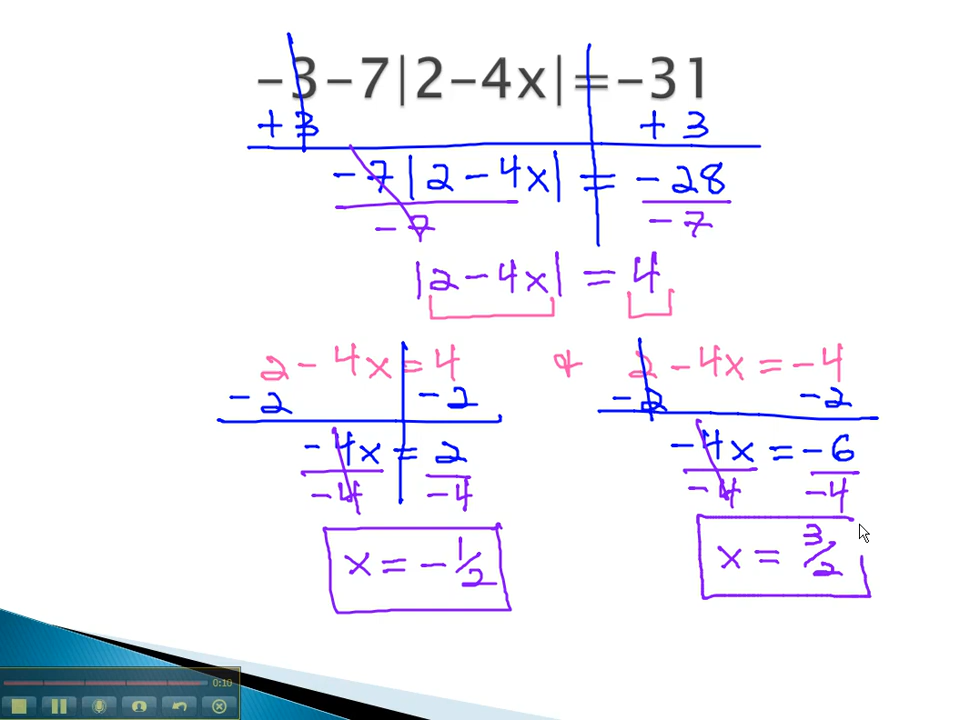 -3-7|2-4x|=-31
+3 +3
-7|2-4x| = -28
-7 -7
|2-4x| = 4
2-4x=4 & 2-4x=-4
-2 -2 -2 -2
-4x = 2 -4x = -6
-4 -4 -4 -4
x = -1/2 x = 3/2
0:10